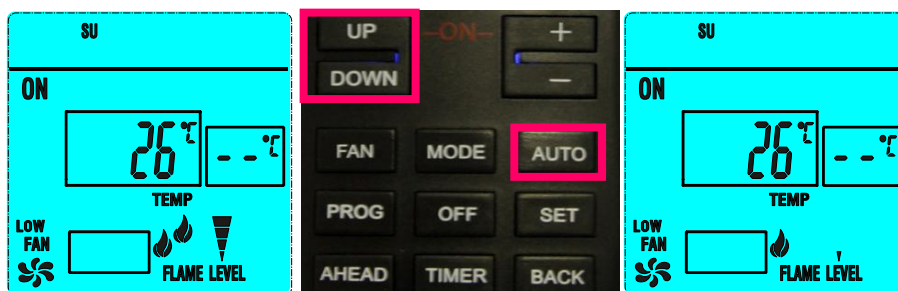 SU
ON
26°C
--°C
TEMP
LOW
FAN
FLAME LEVEL
UP
–ON–
+
DOWN
–
FAN MODE AUTO
PROG OFF SET
AHEAD TIMER BACK
SU
ON
26°C
--°C
TEMP
LOW
FAN
FLAME LEVEL